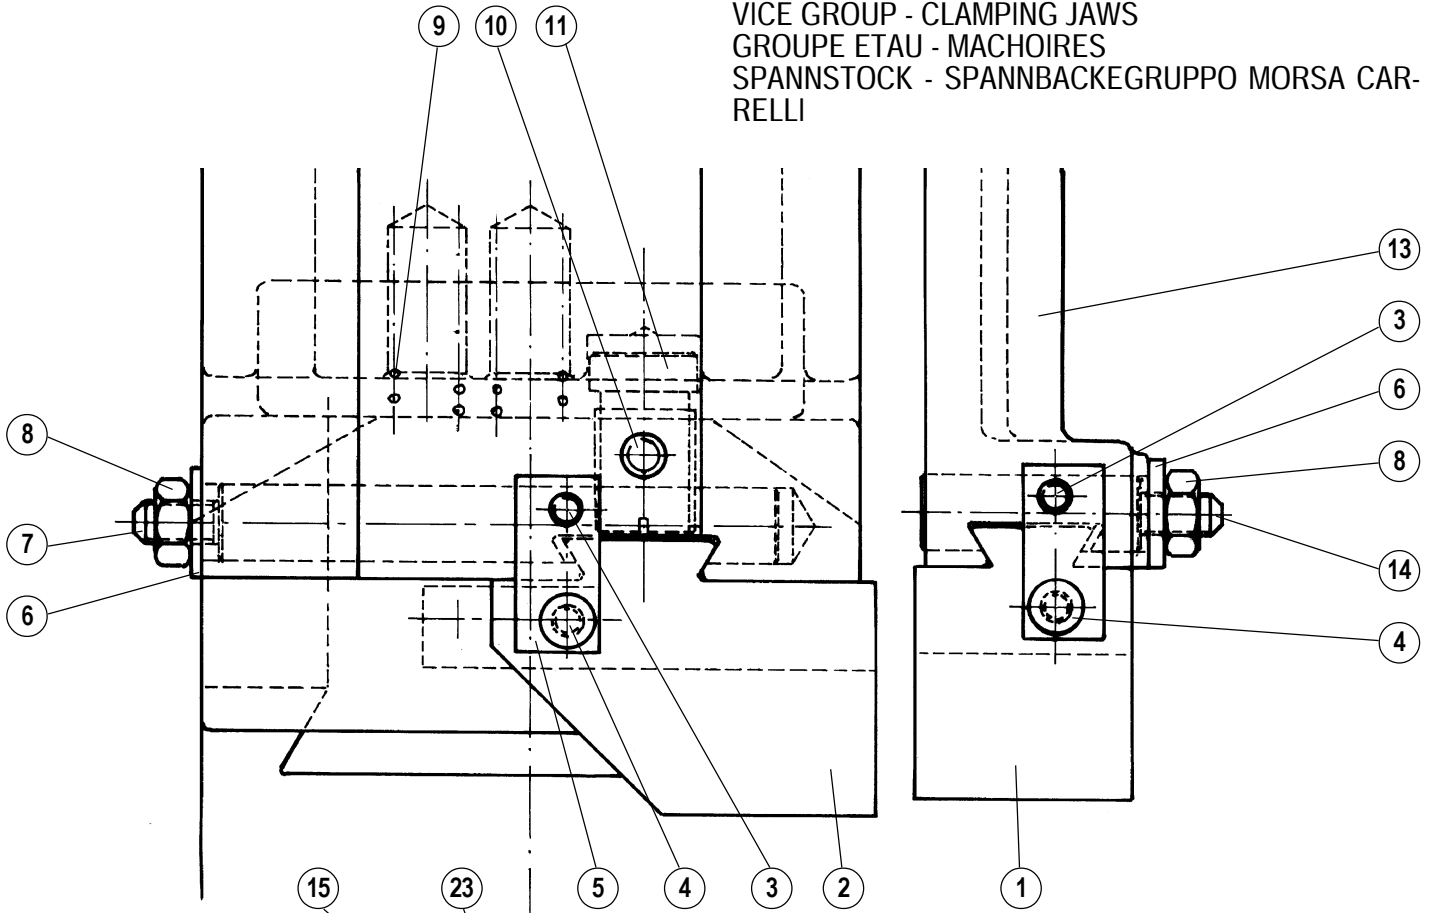 VICE GROUP - CLAMPING JAWS
GROUPE ETAU - MACHOIRES
SPANNSTOCK - SPANNBACKEGRUPPO MORSA CAR-
RELLI
9 10 11
13
3
6
8 8
7
14
6
4
15 23 5 4 3 2 1